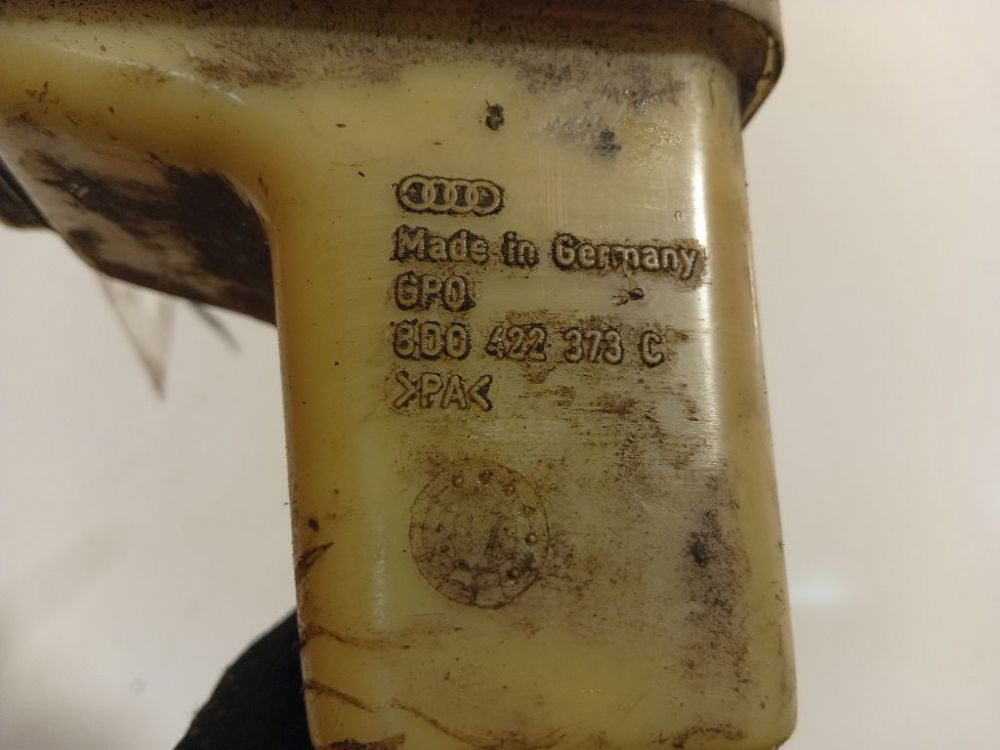 Made in Germany
GPO
8D0 422 373 C
>PA<